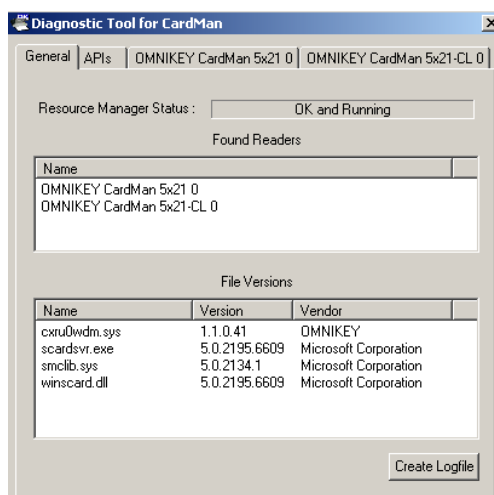 Diagnostic Tool for CardMan
General APIs OMNIKEY CardMan 5x21 0 OMNIKEY CardMan 5x21-CL 0
Resource Manager Status : OK and Running
Found Readers
Name
OMNIKEY CardMan 5x21 0
OMNIKEY CardMan 5x21-CL 0
File Versions
Name Version Vendor
cxru0wdm.sys 1.1.0.41 OMNIKEY
scardsvr.exe 5.0.2195.6609 Microsoft Corporation
smclib.sys 5.0.2134.1 Microsoft Corporation
winscard.dll 5.0.2195.6609 Microsoft Corporation
Create Logfile